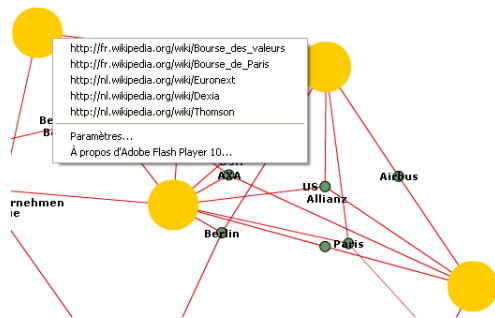 http://fr.wikipedia.org/wiki/Bourse_des_valeurs
http://fr.wikipedia.org/wiki/Bourse_de_Paris
http://nl.wikipedia.org/wiki/Euronext
http://nl.wikipedia.org/wiki/Dexia
http://nl.wikipedia.org/wiki/Thomson
Paramètres...
À propos d'Adobe Flash Player 10...
AXA
US
Allianz
Airbus
rnehmen
ue
Berlin
Paris